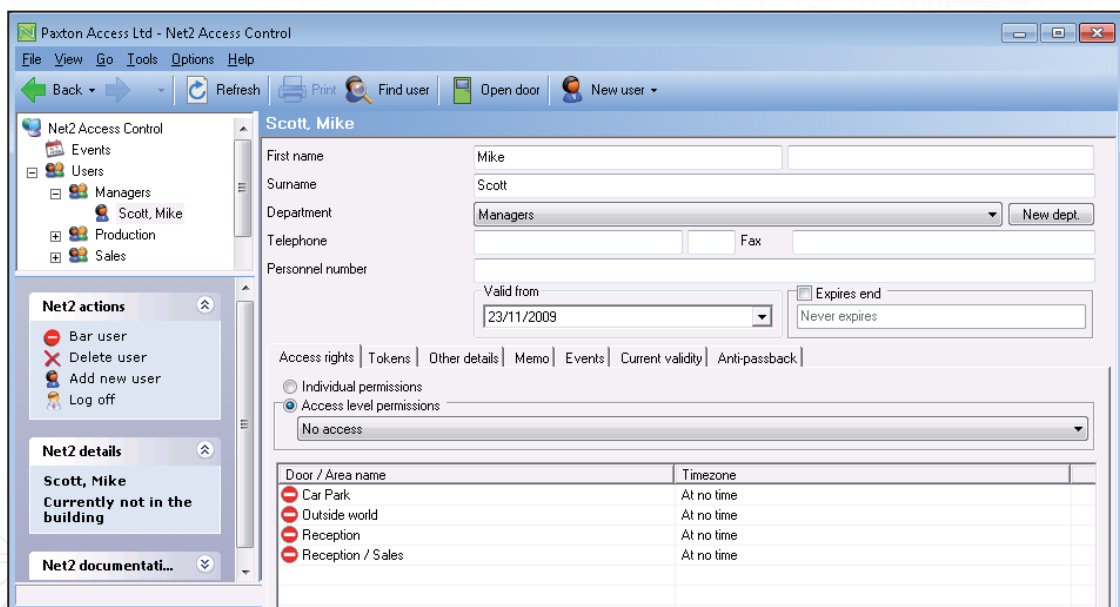 Paxton Access Ltd - Net2 Access Control
File View Go Tools Options Help
Back Refresh Print Find user Open door New user
Net2 Access Control
Events
Users
Managers
Scott, Mike
Production
Sales
Net2 actions
Bar user
Delete user
Add new user
Log off
Net2 details
Scott, Mike
Currently not in the
building
Net2 documentati...
Scott, Mike
First name Mike
Surname Scott
Department Managers New dept.
Telephone Fax
Personnel number
Valid from Expires end
23/11/2009 Never expires
Access rights Tokens Other details Memo Events Current validity Anti-passback
Individual permissions
Access level permissions
No access
Door / Area name Timezone
Car Park At no time
Outside world At no time
Reception At no time
Reception / Sales At no time